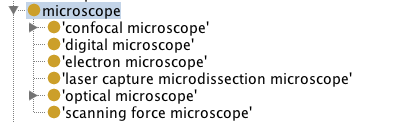 microscope
'confocal microscope'
'digital microscope'
'electron microscope'
'laser capture microdissection microscope'
'optical microscope'
'scanning force microscope'